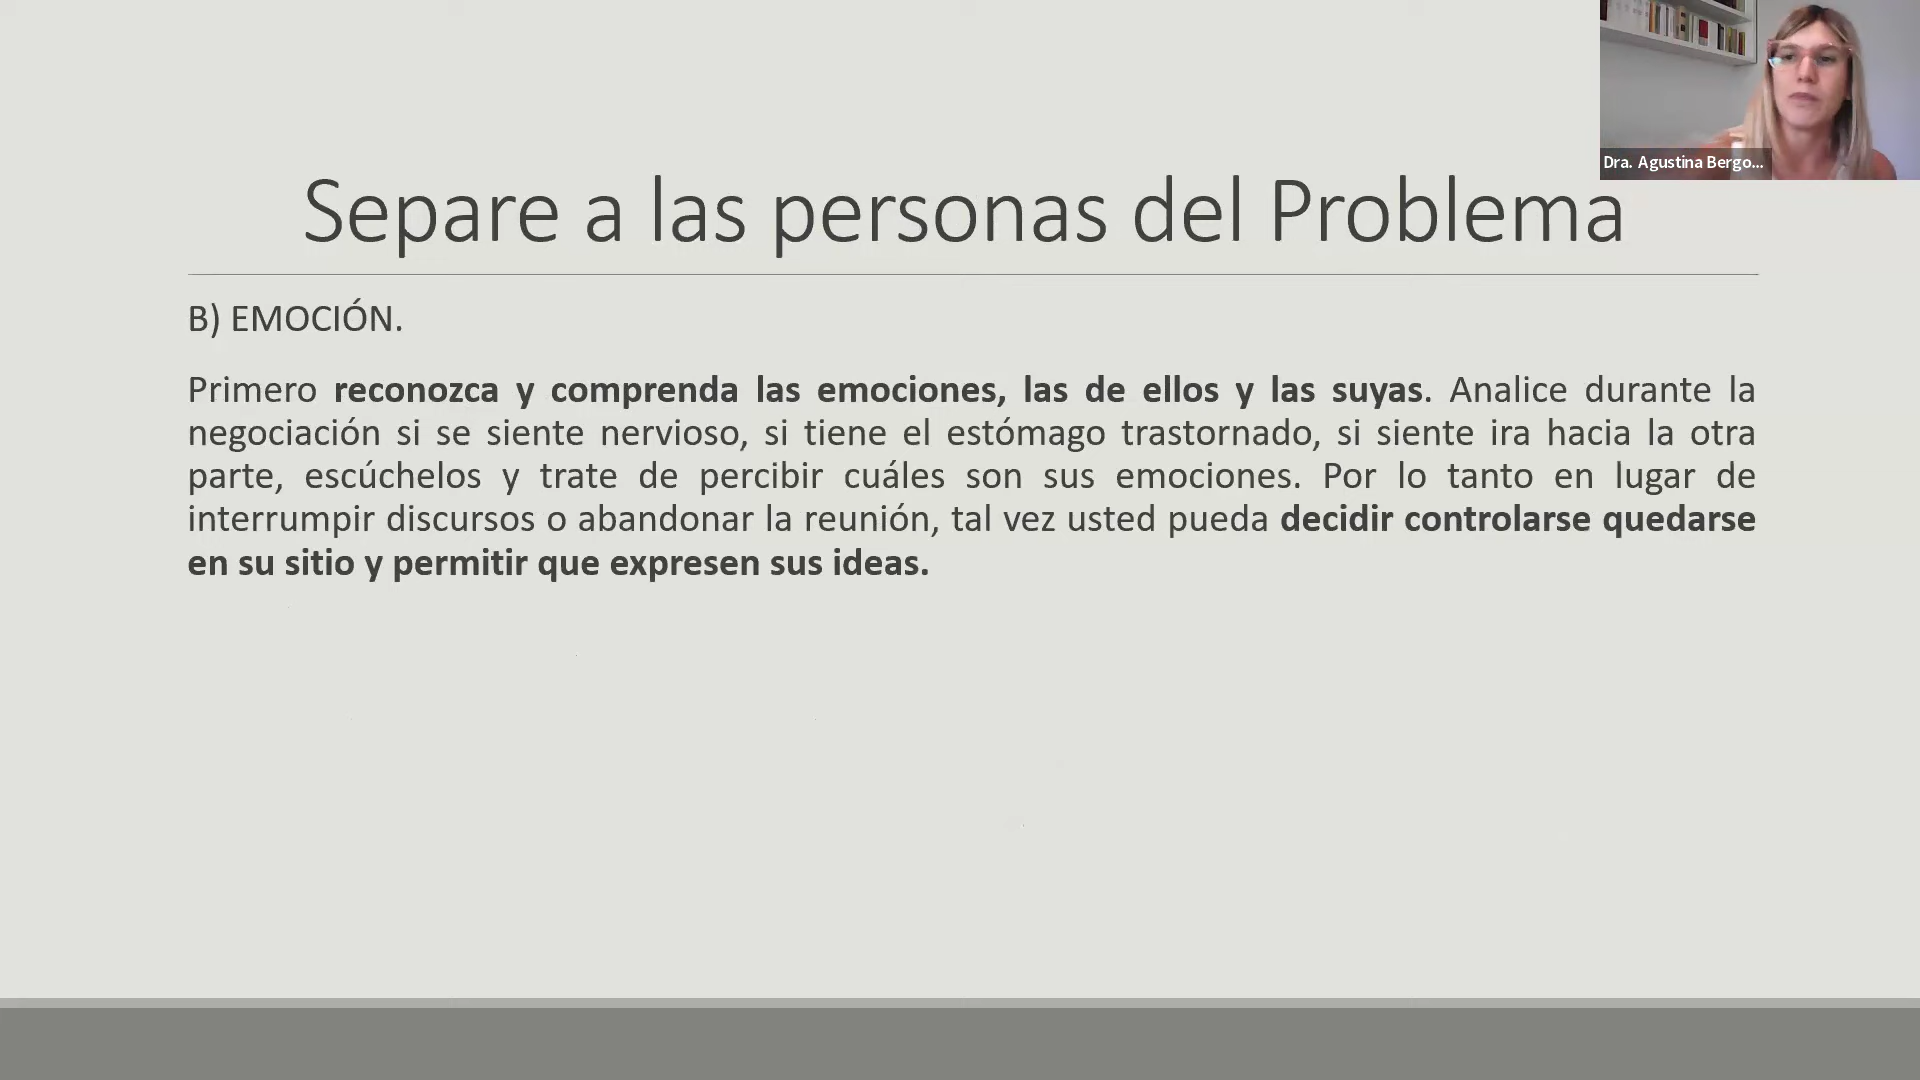 Dra. Agustina Bergo...
Separe a las personas del Problema
B) EMOCIÓN.
Primero reconozca y comprenda las emociones, las de ellos y las suyas. Analice durante la
negociación si se siente nervioso, si tiene el estómago trastornado, si siente ira hacia la otra
parte, escúchelos y trate de percibir cuáles son sus emociones. Por lo tanto en lugar de
interrumpir discursos o abandonar la reunión, tal vez usted pueda decidir controlarse quedarse
en su sitio y permitir que expresen sus ideas.